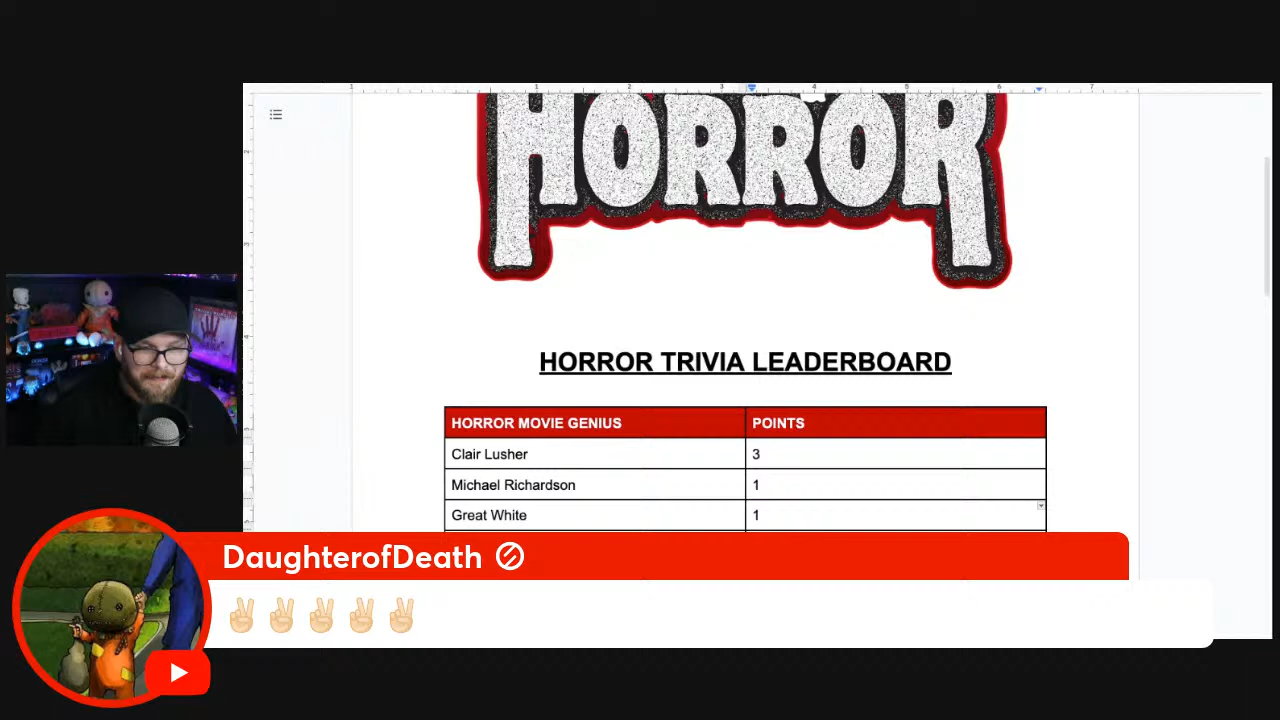 HORROR
HORROR TRIVIA LEADERBOARD
HORROR MOVIE GENIUS POINTS
Clair Lusher 3
Michael Richardson 1
Great White 1
DaughterofDeath
✌🏻✌🏻✌🏻✌🏻✌🏻